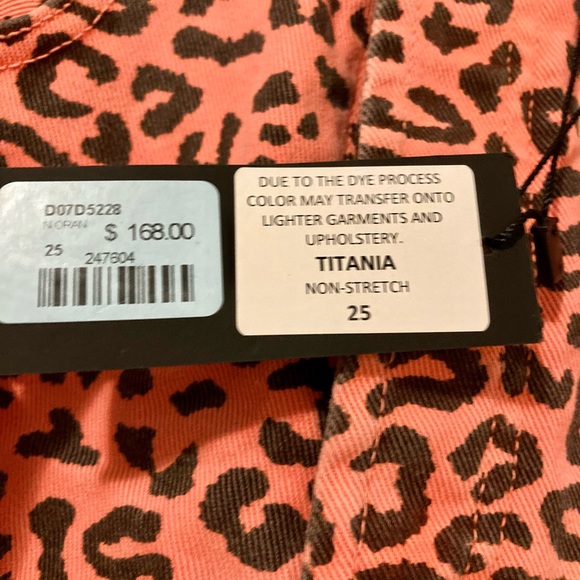 D07D5228
N ORAN
$ 168.00
25
247604
DUE TO THE DYE PROCESS
COLOR MAY TRANSFER ONTO
LIGHTER GARMENTS AND
UPHOLSTERY.
TITANIA
NON-STRETCH
25